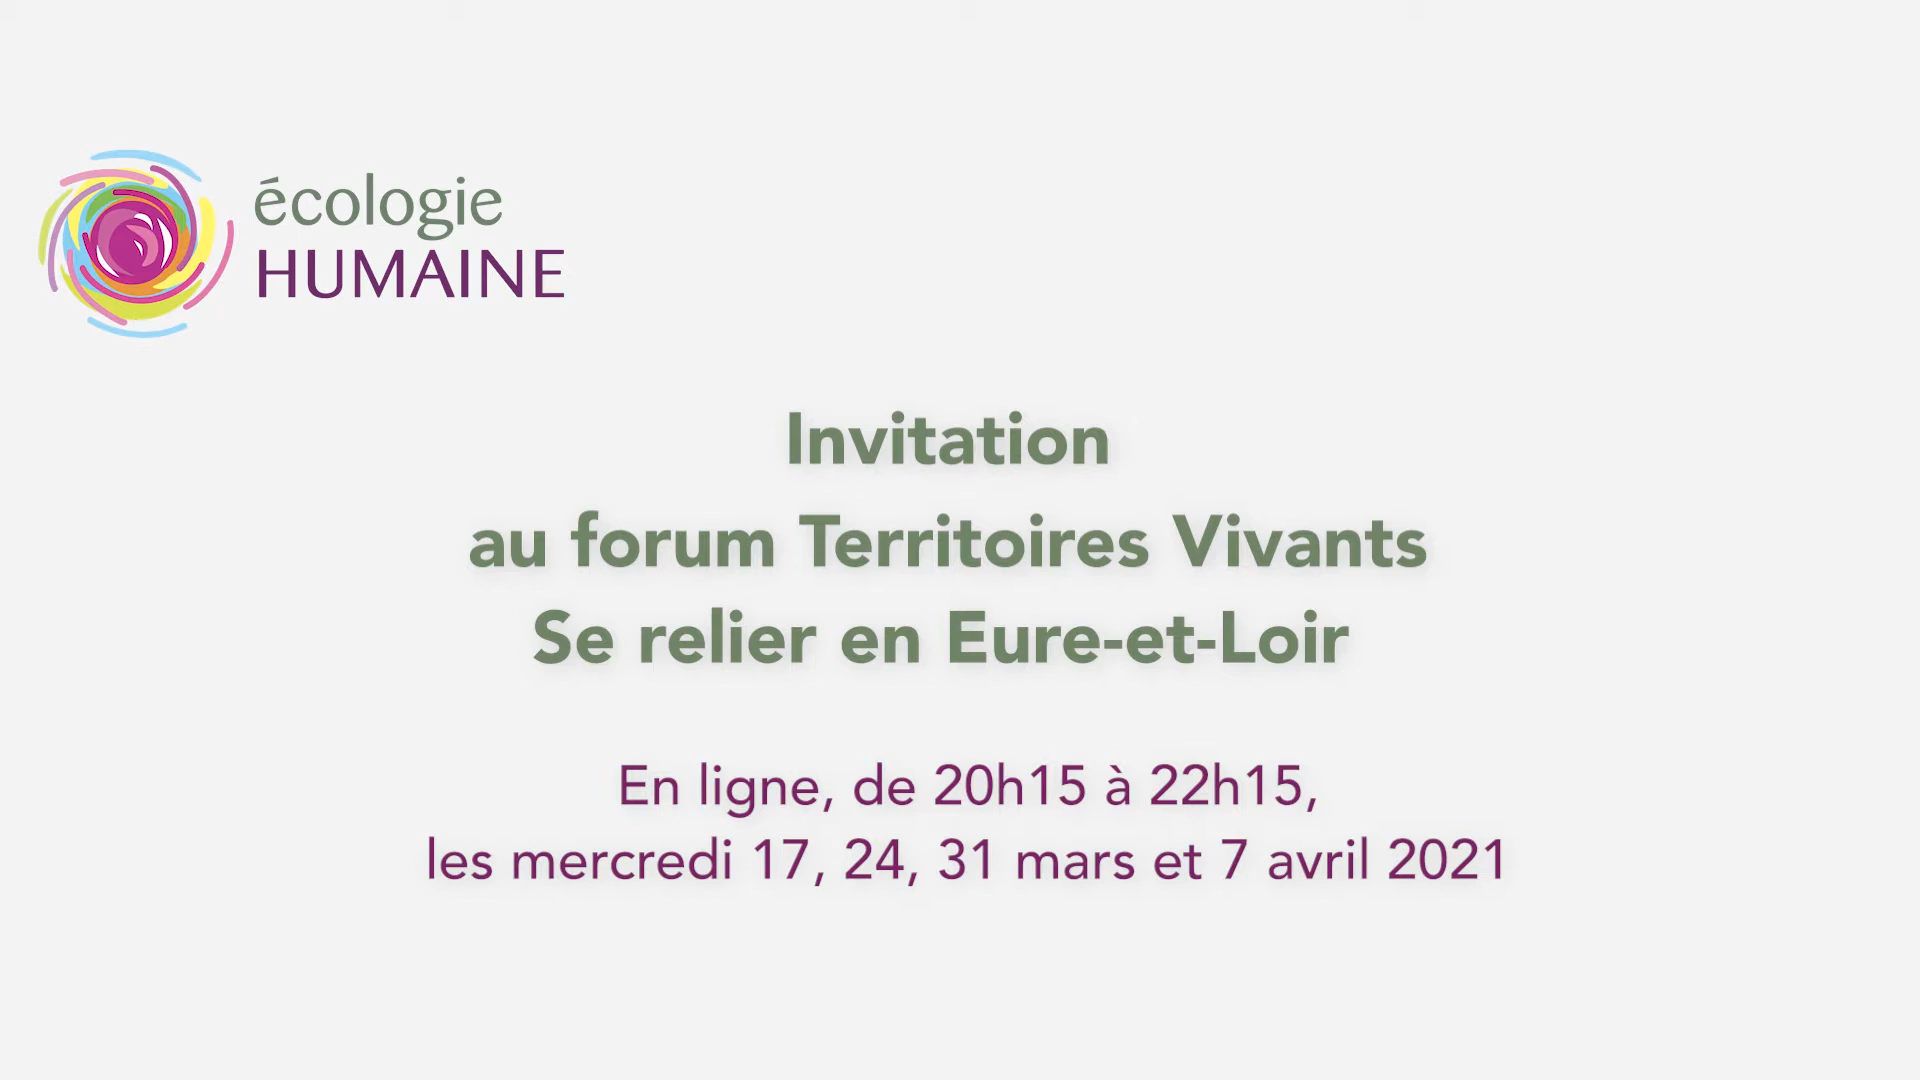 écologie
HUMAINE
Invitation
au forum Territoires Vivants
Se relier en Eure-et-Loir
En ligne, de 20h15 à 22h15,
les mercredi 17, 24, 31 mars et 7 avril 2021